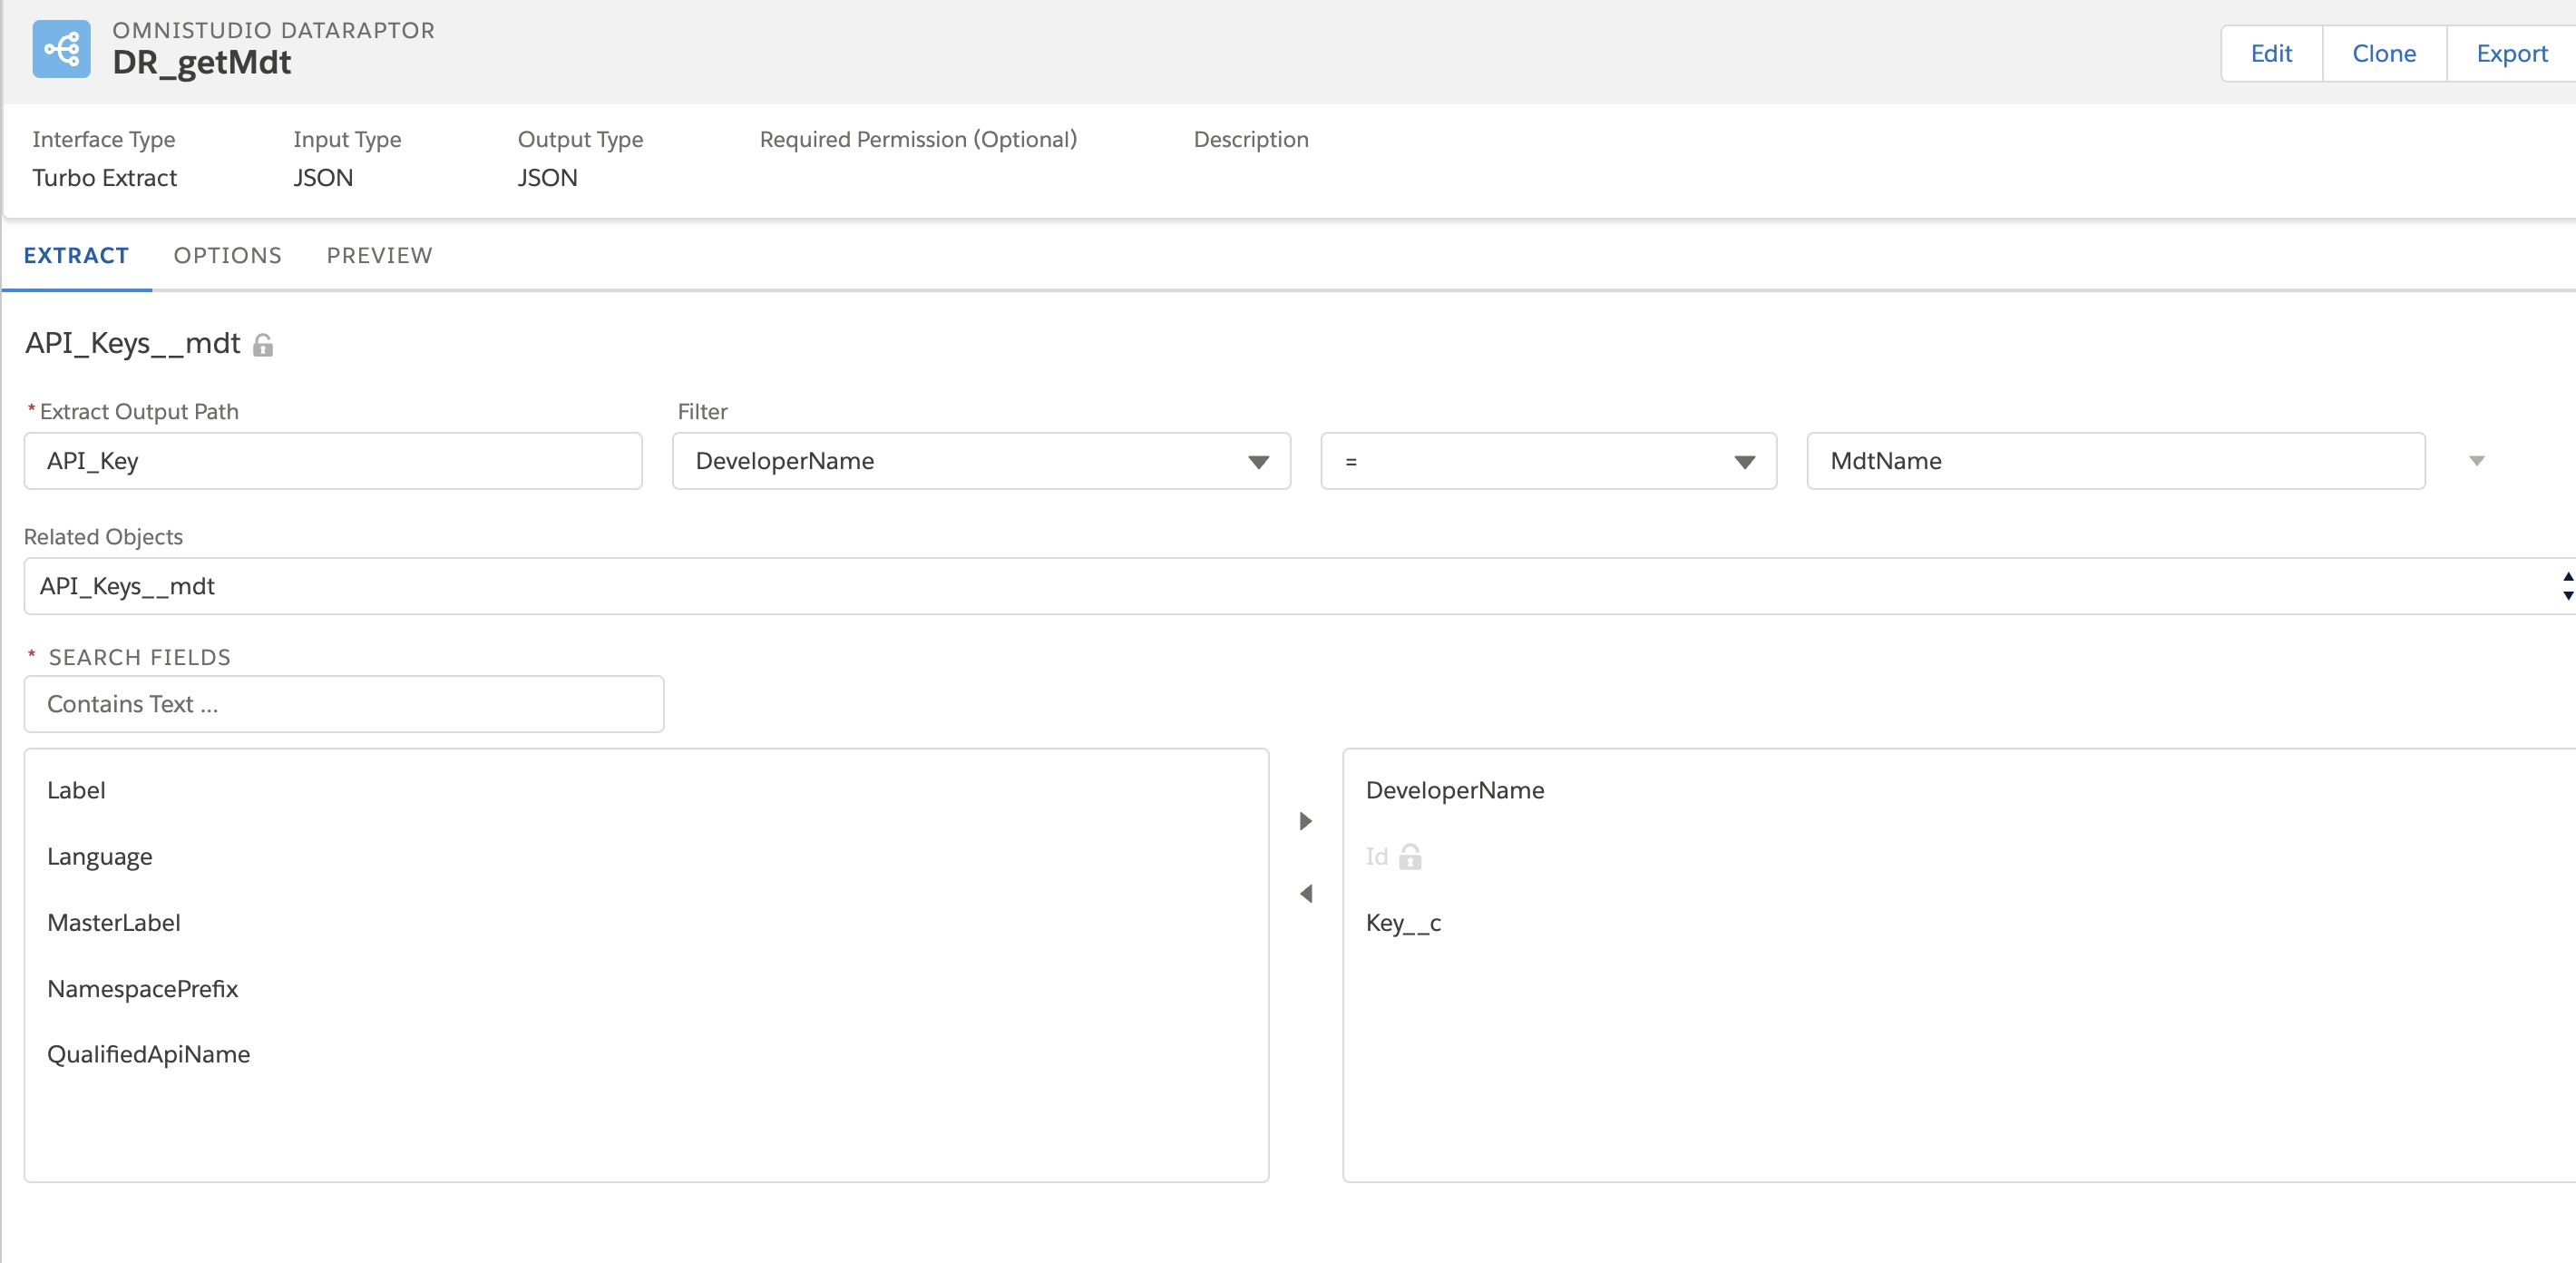 OMNISTUDIO DATARAPTOR
DR_getMdt
Edit Clone Export
Interface Type Input Type Output Type Required Permission (Optional) Description
Turbo Extract JSON JSON
EXTRACT OPTIONS PREVIEW
API_Keys__mdt
* Extract Output Path Filter
API_Key DeveloperName = MdtName
Related Objects
API_Keys__mdt
* SEARCH FIELDS
Contains Text ...
Label
Language
MasterLabel
NamespacePrefix
QualifiedApiName
DeveloperName
Id
Key__c